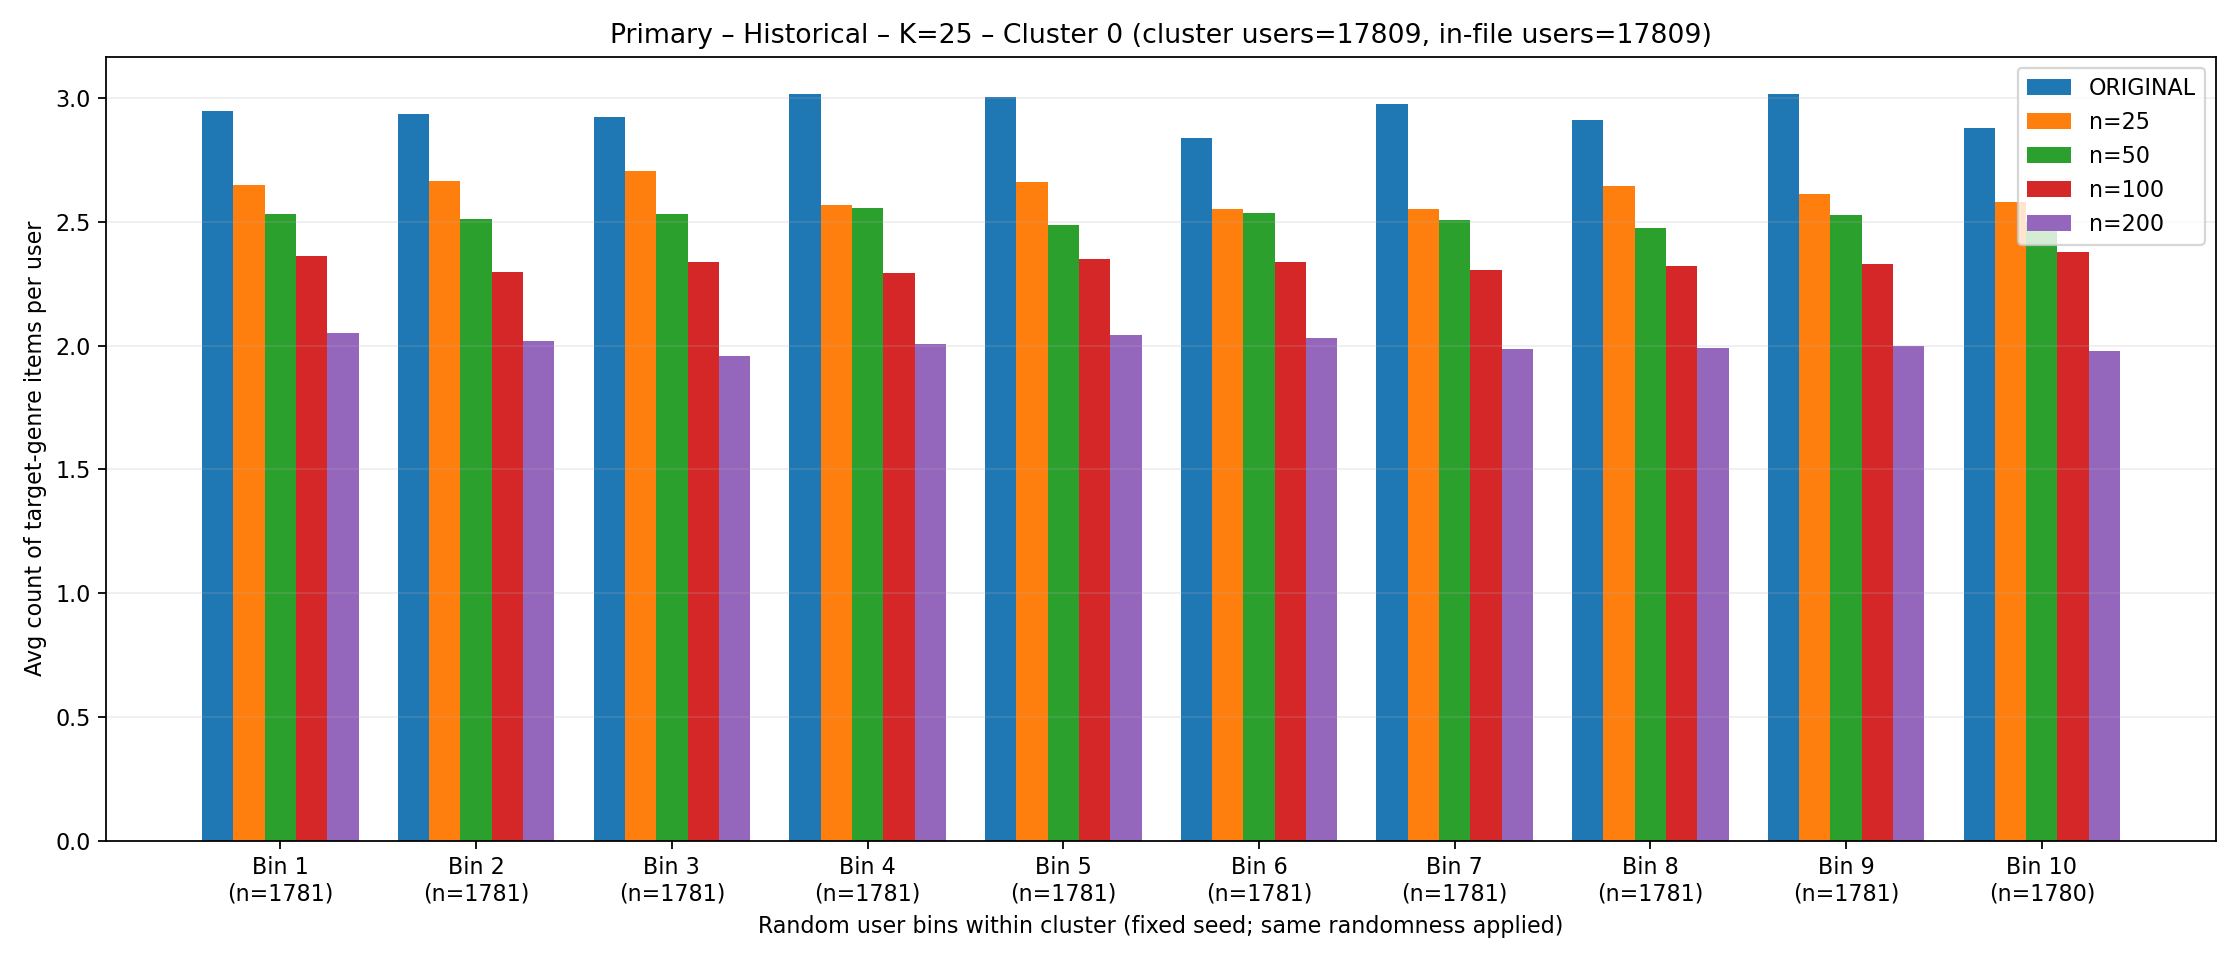 Primary – Historical – K=25 – Cluster 0 (cluster users=17809, in-file users=17809)
ORIGINAL
n=25
n=50
n=100
n=200
Avg count of target-genre items per user
3.0
2.5
2.0
1.5
1.0
0.5
0.0
Bin 1 Bin 2 Bin 3 Bin 4 Bin 5 Bin 6 Bin 7 Bin 8 Bin 9 Bin 10
(n=1781) (n=1781) (n=1781) (n=1781) (n=1781) (n=1781) (n=1781) (n=1781) (n=1781) (n=1780)
Random user bins within cluster (fixed seed; same randomness applied)